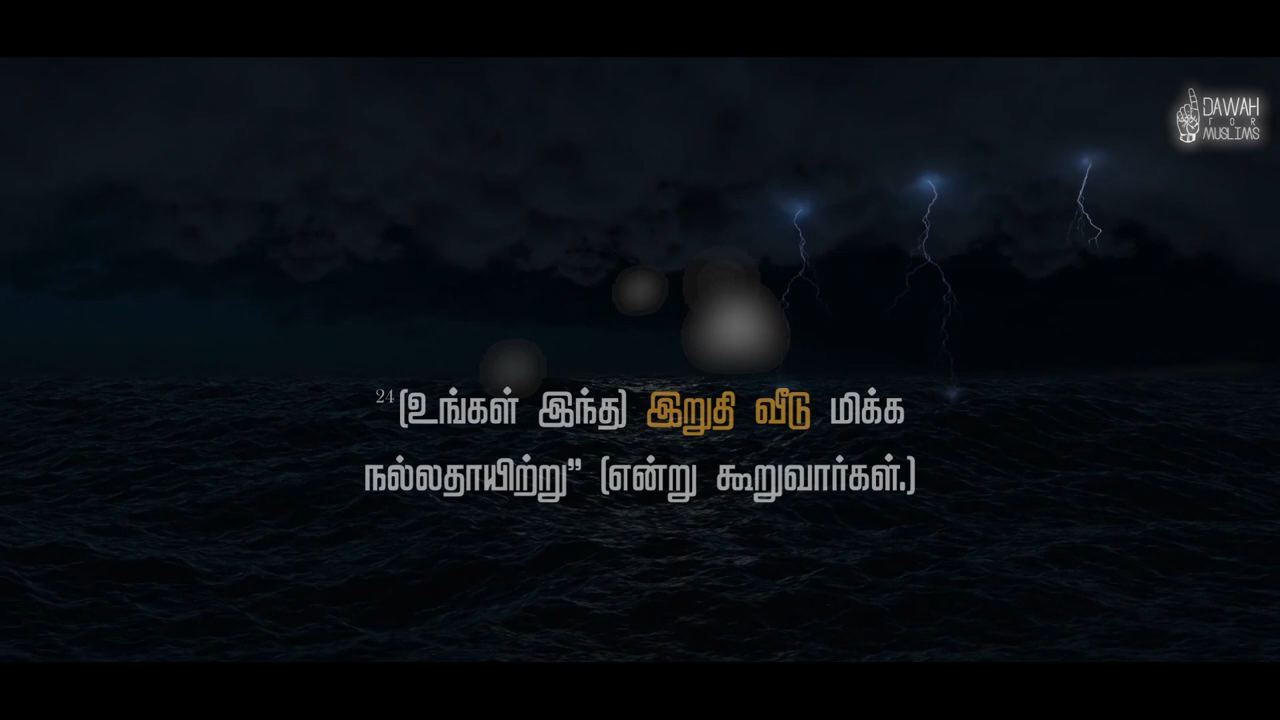 DAWAH
FOR
MUSLIMS
24 (உங்கள் இந்த) இறுதி வீடு மிக்க
நல்லதாயிற்று” (என்று கூறுவார்கள்.)